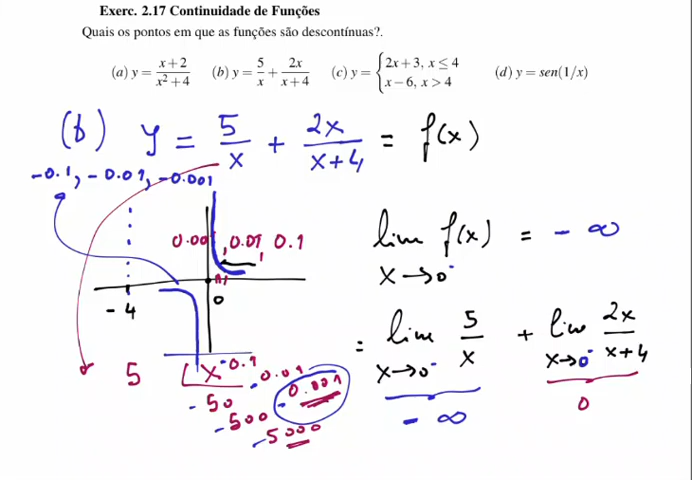 Exerc. 2.17 Continuidade de Funções
Quais os pontos em que as funções são descontínuas?.
(a) y = x+2 / x²+4 (b) y = 5/x + 2x / x+4 (c) y = { 2x+3, x ≤ 4
x−6, x > 4 (d) y = sen(1/x)
(b) y = 5/x + 2x / x+4 = f(x)
-0.1, -0.01, -0.001
0.001, 0.01, 0.1
-4 0
lim f(x) = -∞
x→0⁻
= lim 5/x + lim 2x / x+4
x→0⁻ x→0⁻
-∞ 0
5 x -0.1
-0.01
-0.001
-50
-500
-5000